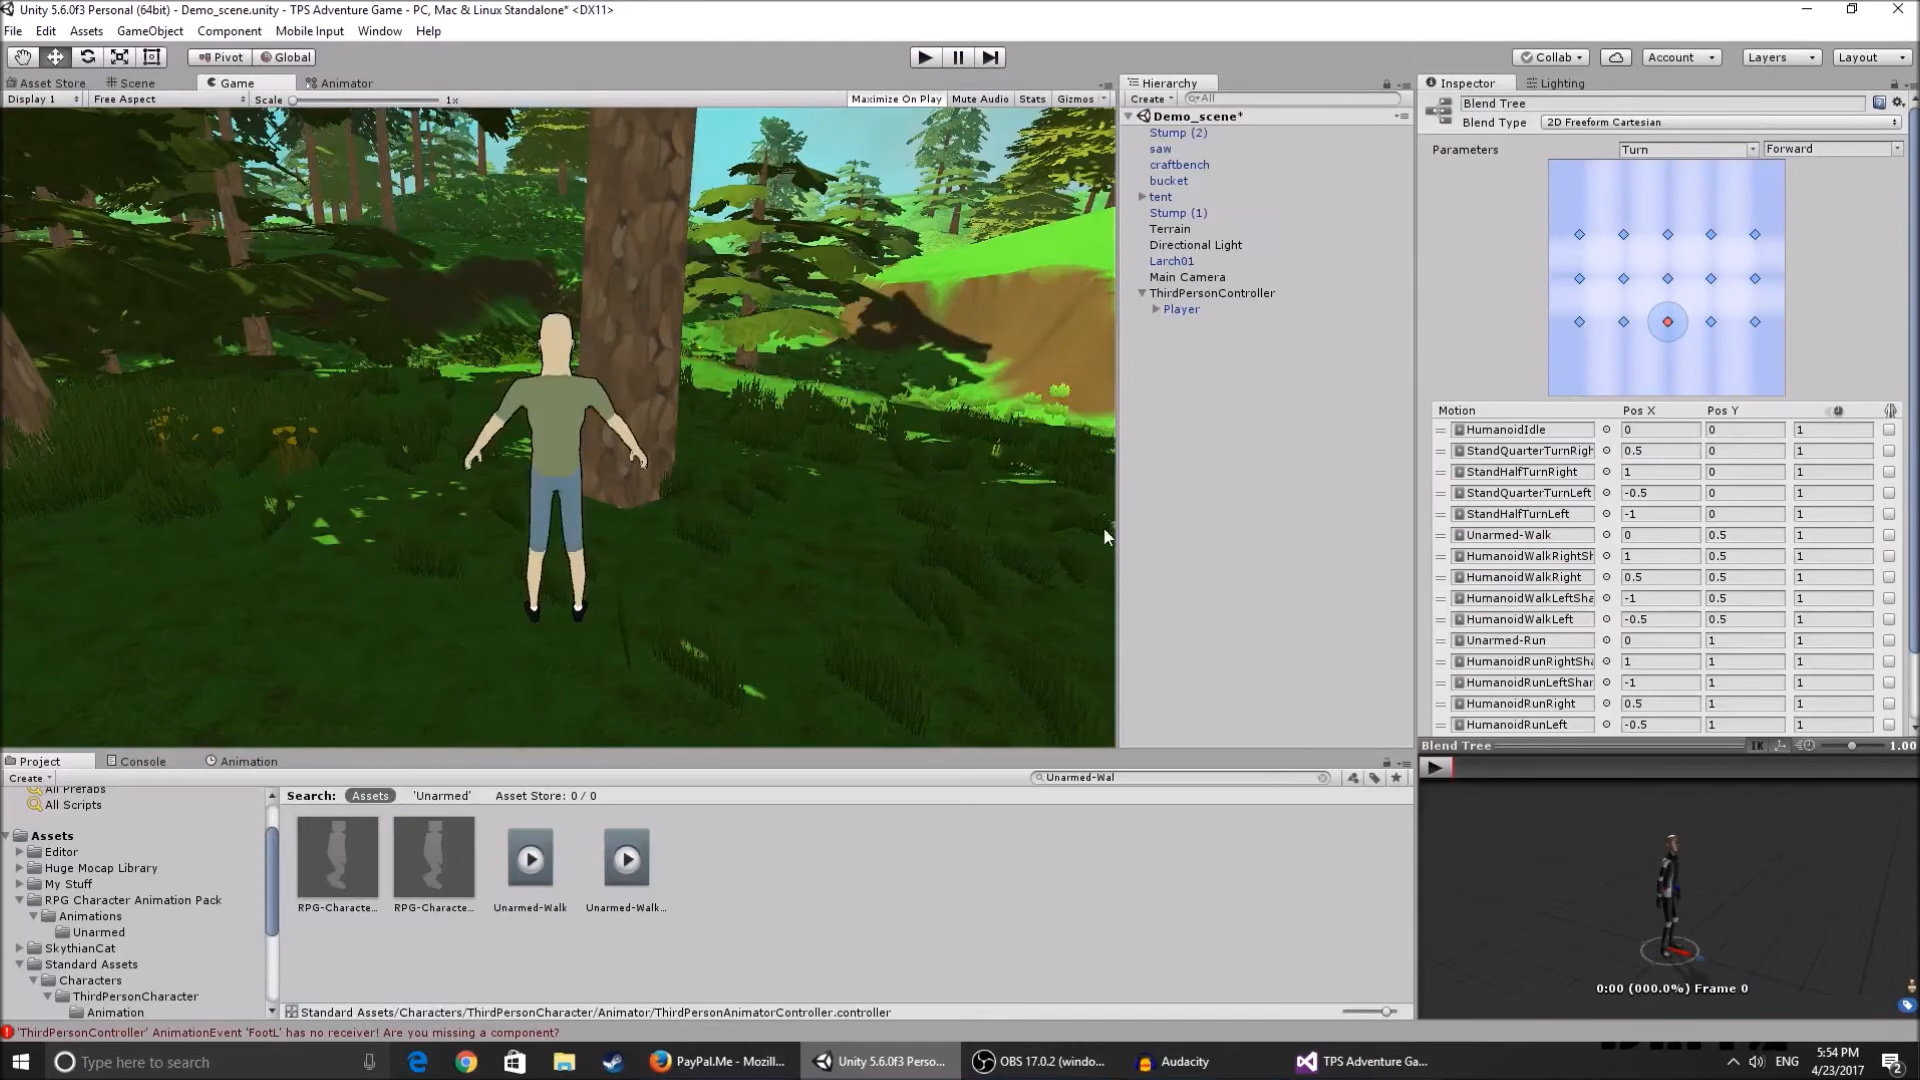 Unity 5.6.0f3 Personal (64bit) - Demo_scene.unity - TPS Adventure Game - PC, Mac & Linux Standalone* <DX11>
File Edit Assets GameObject Component Mobile Input Window Help
Pivot Global Collab Account Layers Layout
Asset Store Scene Game Animator
Display 1 Free Aspect Scale 1x Maximize On Play Mute Audio Stats Gizmos
Hierarchy
Create All
Demo_scene*
Stump (2)
saw
craftbench
bucket
tent
Stump (1)
Terrain
Directional Light
Larch01
Main Camera
ThirdPersonController
Player
Inspector Lighting
Blend Tree
Blend Type 2D Freeform Cartesian
Parameters Turn Forward
Motion Pos X Pos Y
HumanoidIdle 0 0 1
StandQuarterTurnRigh 0.5 0 1
StandHalfTurnRight 1 0 1
StandQuarterTurnLeft -0.5 0 1
StandHalfTurnLeft -1 0 1
Unarmed-Walk 0 0.5 1
HumanoidWalkRightSh 1 0.5 1
HumanoidWalkRight 0.5 0.5 1
HumanoidWalkLeftSha -1 0.5 1
HumanoidWalkLeft -0.5 0.5 1
Unarmed-Run 0 1 1
HumanoidRunRightSha 1 1 1
HumanoidRunLeftShar -1 1 1
HumanoidRunRight 0.5 1 1
HumanoidRunLeft -0.5 1 1
Blend Tree IK 1.00
0:00 (000.0%) Frame 0
Project Console Animation
Create Unarmed-Wal
All Prefabs
All Scripts
Assets
Editor
Huge Mocap Library
My Stuff
RPG Character Animation Pack
Animations
Unarmed
SkythianCat
Standard Assets
Characters
ThirdPersonCharacter
Animation
Search: Assets 'Unarmed' Asset Store: 0 / 0
RPG-Characte... RPG-Characte... Unarmed-Walk Unarmed-Walk...
Standard Assets/Characters/ThirdPersonCharacter/Animator/ThirdPersonAnimatorController.controller
'ThirdPersonController' AnimationEvent 'FootL' has no receiver! Are you missing a component?
Type here to search PayPal.Me - Mozill... Unity 5.6.0f3 Perso... OBS 17.0.2 (windo... Audacity TPS Adventure Ga... ENG 5:54 PM
4/23/2017 2